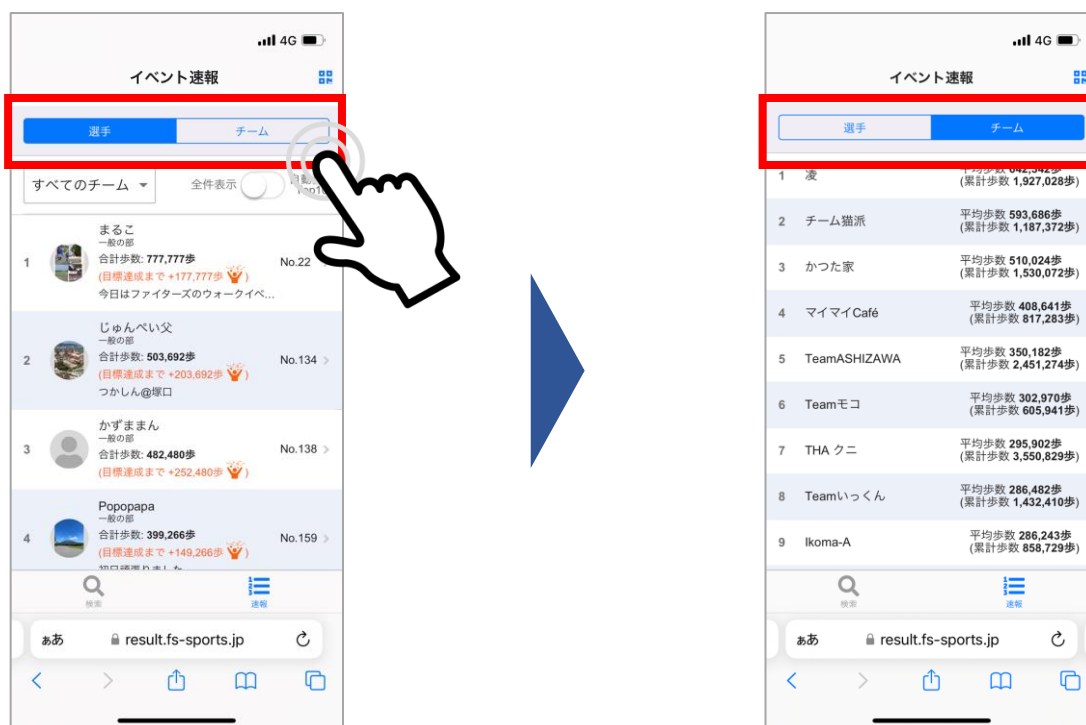 4G
イベント速報
選手 チーム
すべてのチーム 全件表示
1
まるこ
一般の部
合計歩数: 777,777歩
(目標達成まで +177,777歩 )
今日はファイターズのウォークイベ...
No.22
2
じゅんぺい父
一般の部
合計歩数: 503,692歩
(目標達成まで +203,692歩 )
つかしん@塚口
No.134
3
かずままん
一般の部
合計歩数: 482,480歩
(目標達成まで +252,480歩 )
No.138
4
Popopapa
一般の部
合計歩数: 399,266歩
(目標達成まで +149,266歩 )
初日頑張りました
No.159
検索 速報
ぁあ result.fs-sports.jp
4G
イベント速報
選手 チーム
1 凌
(累計歩数 1,927,028歩)
2 チーム猫派 平均歩数 593,686歩
(累計歩数 1,187,372歩)
3 かつた家 平均歩数 510,024歩
(累計歩数 1,530,072歩)
4 マイマイCafé 平均歩数 408,641歩
(累計歩数 817,283歩)
5 TeamASHIZAWA 平均歩数 350,182歩
(累計歩数 2,451,274歩)
6 Teamモコ 平均歩数 302,970歩
(累計歩数 605,941歩)
7 THA クニ 平均歩数 295,902歩
(累計歩数 3,550,829歩)
8 Teamいっくん 平均歩数 286,482歩
(累計歩数 1,432,410歩)
9 Ikoma-A 平均歩数 286,243歩
(累計歩数 858,729歩)
検索 速報
ぁあ result.fs-sports.jp